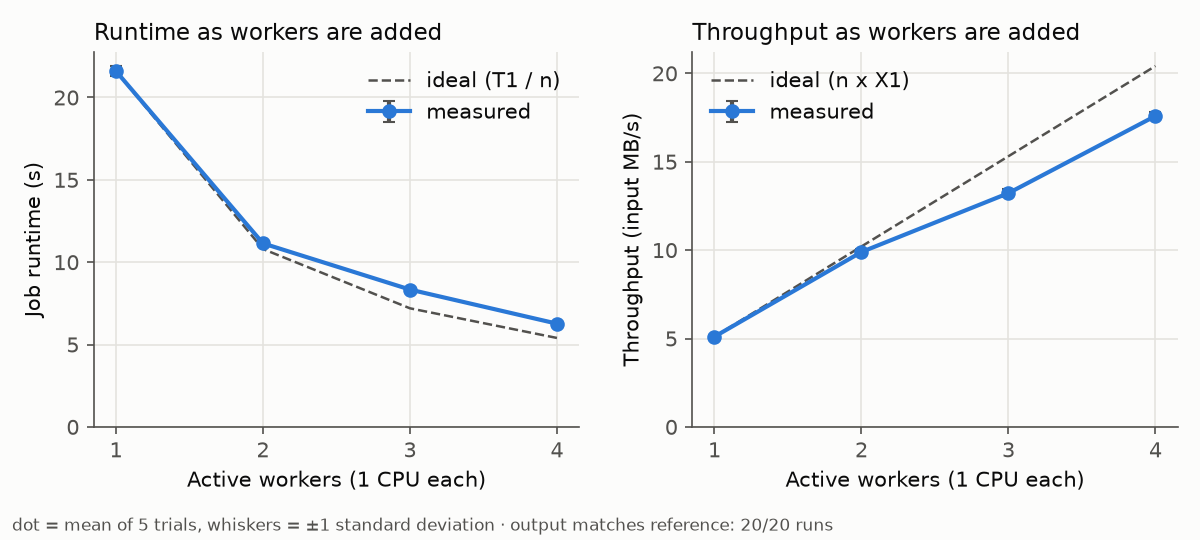 Runtime as workers are added
ideal (T1 / n)
measured
Job runtime (s)
20
15
10
5
0
1 2 3 4
Active workers (1 CPU each)
Throughput as workers are added
ideal (n x X1)
measured
Throughput (input MB/s)
20
15
10
5
0
1 2 3 4
Active workers (1 CPU each)
dot = mean of 5 trials, whiskers = ±1 standard deviation · output matches reference: 20/20 runs